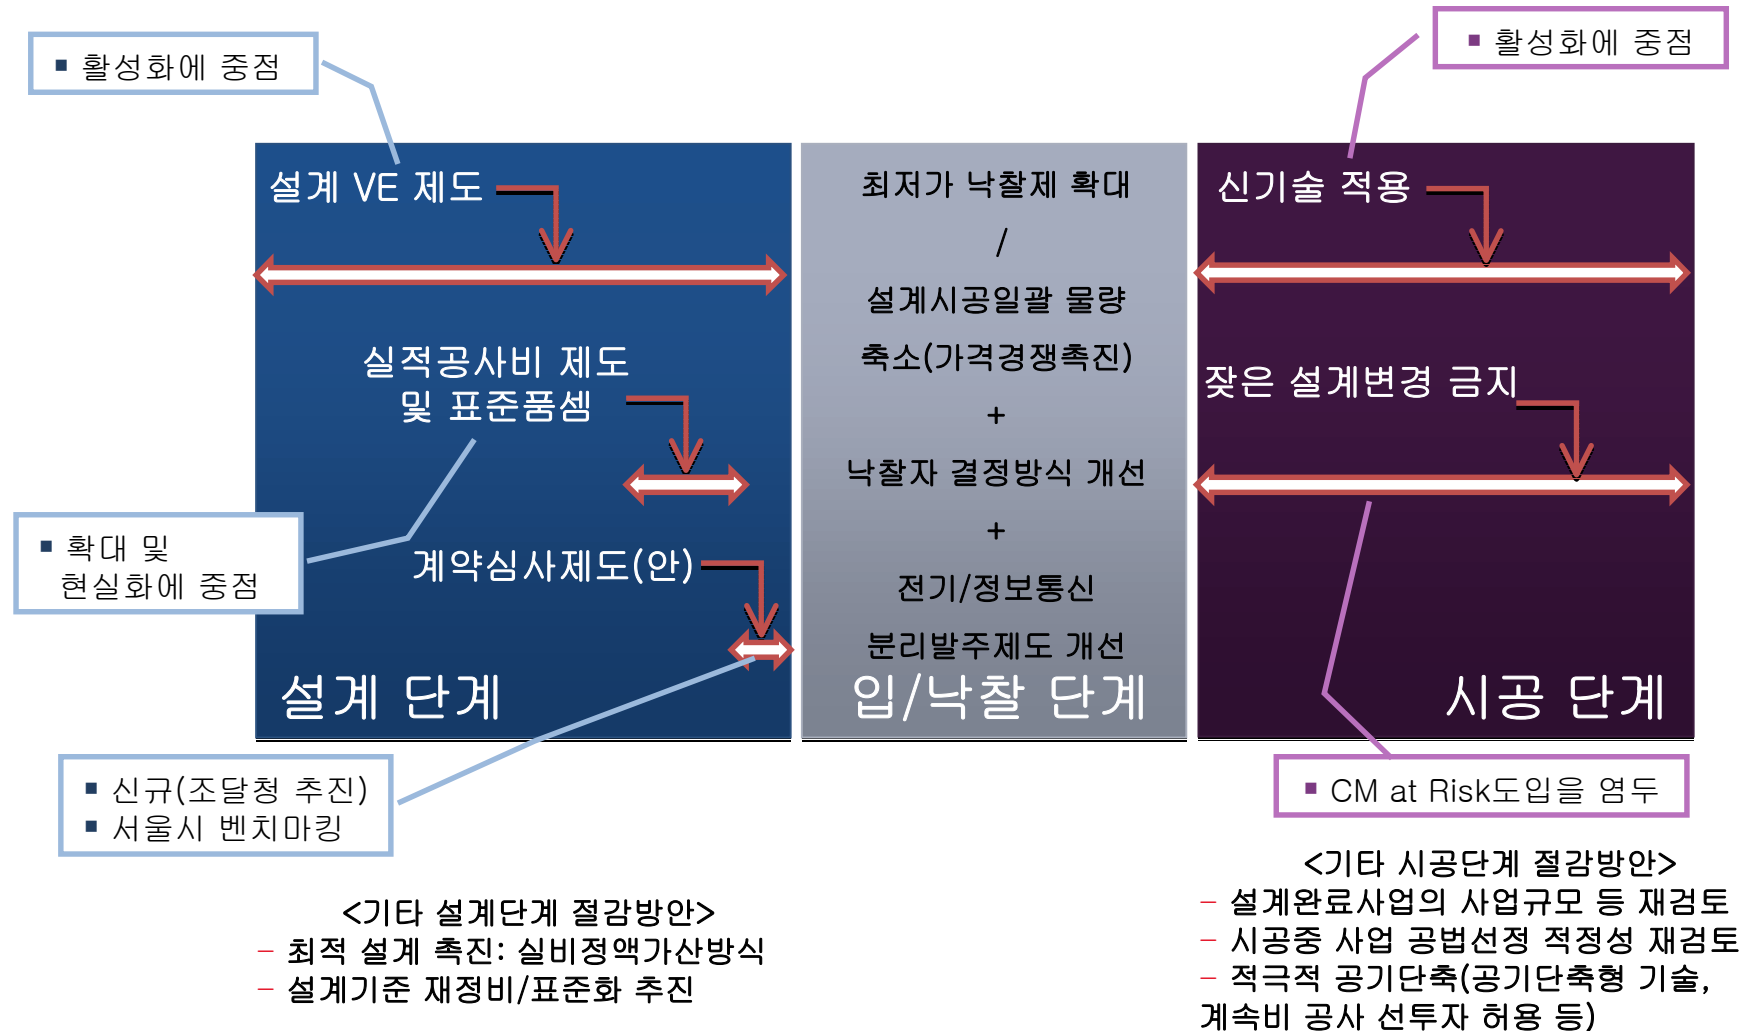 ▪ 활성화에 중점
▪ 활성화에 중점
설계 VE 제도
실적공사비 제도
및 표준품셈
▪ 확대 및
현실화에 중점
계약심사제도(안)
설계 단계
▪ 신규(조달청 추진)
▪ 서울시 벤치마킹
최저가 낙찰제 확대
/
설계시공일괄 물량
축소(가격경쟁촉진)
+
낙찰자 결정방식 개선
+
전기/정보통신
분리발주제도 개선
입/낙찰 단계
신기술 적용
잦은 설계변경 금지
시공 단계
▪ CM at Risk도입을 염두
<기타 설계단계 절감방안>
– 최적 설계 촉진: 실비정액가산방식
– 설계기준 재정비/표준화 추진
<기타 시공단계 절감방안>
– 설계완료사업의 사업규모 등 재검토
– 시공중 사업 공법선정 적정성 재검토
– 적극적 공기단축(공기단축형 기술,
계속비 공사 선투자 허용 등)